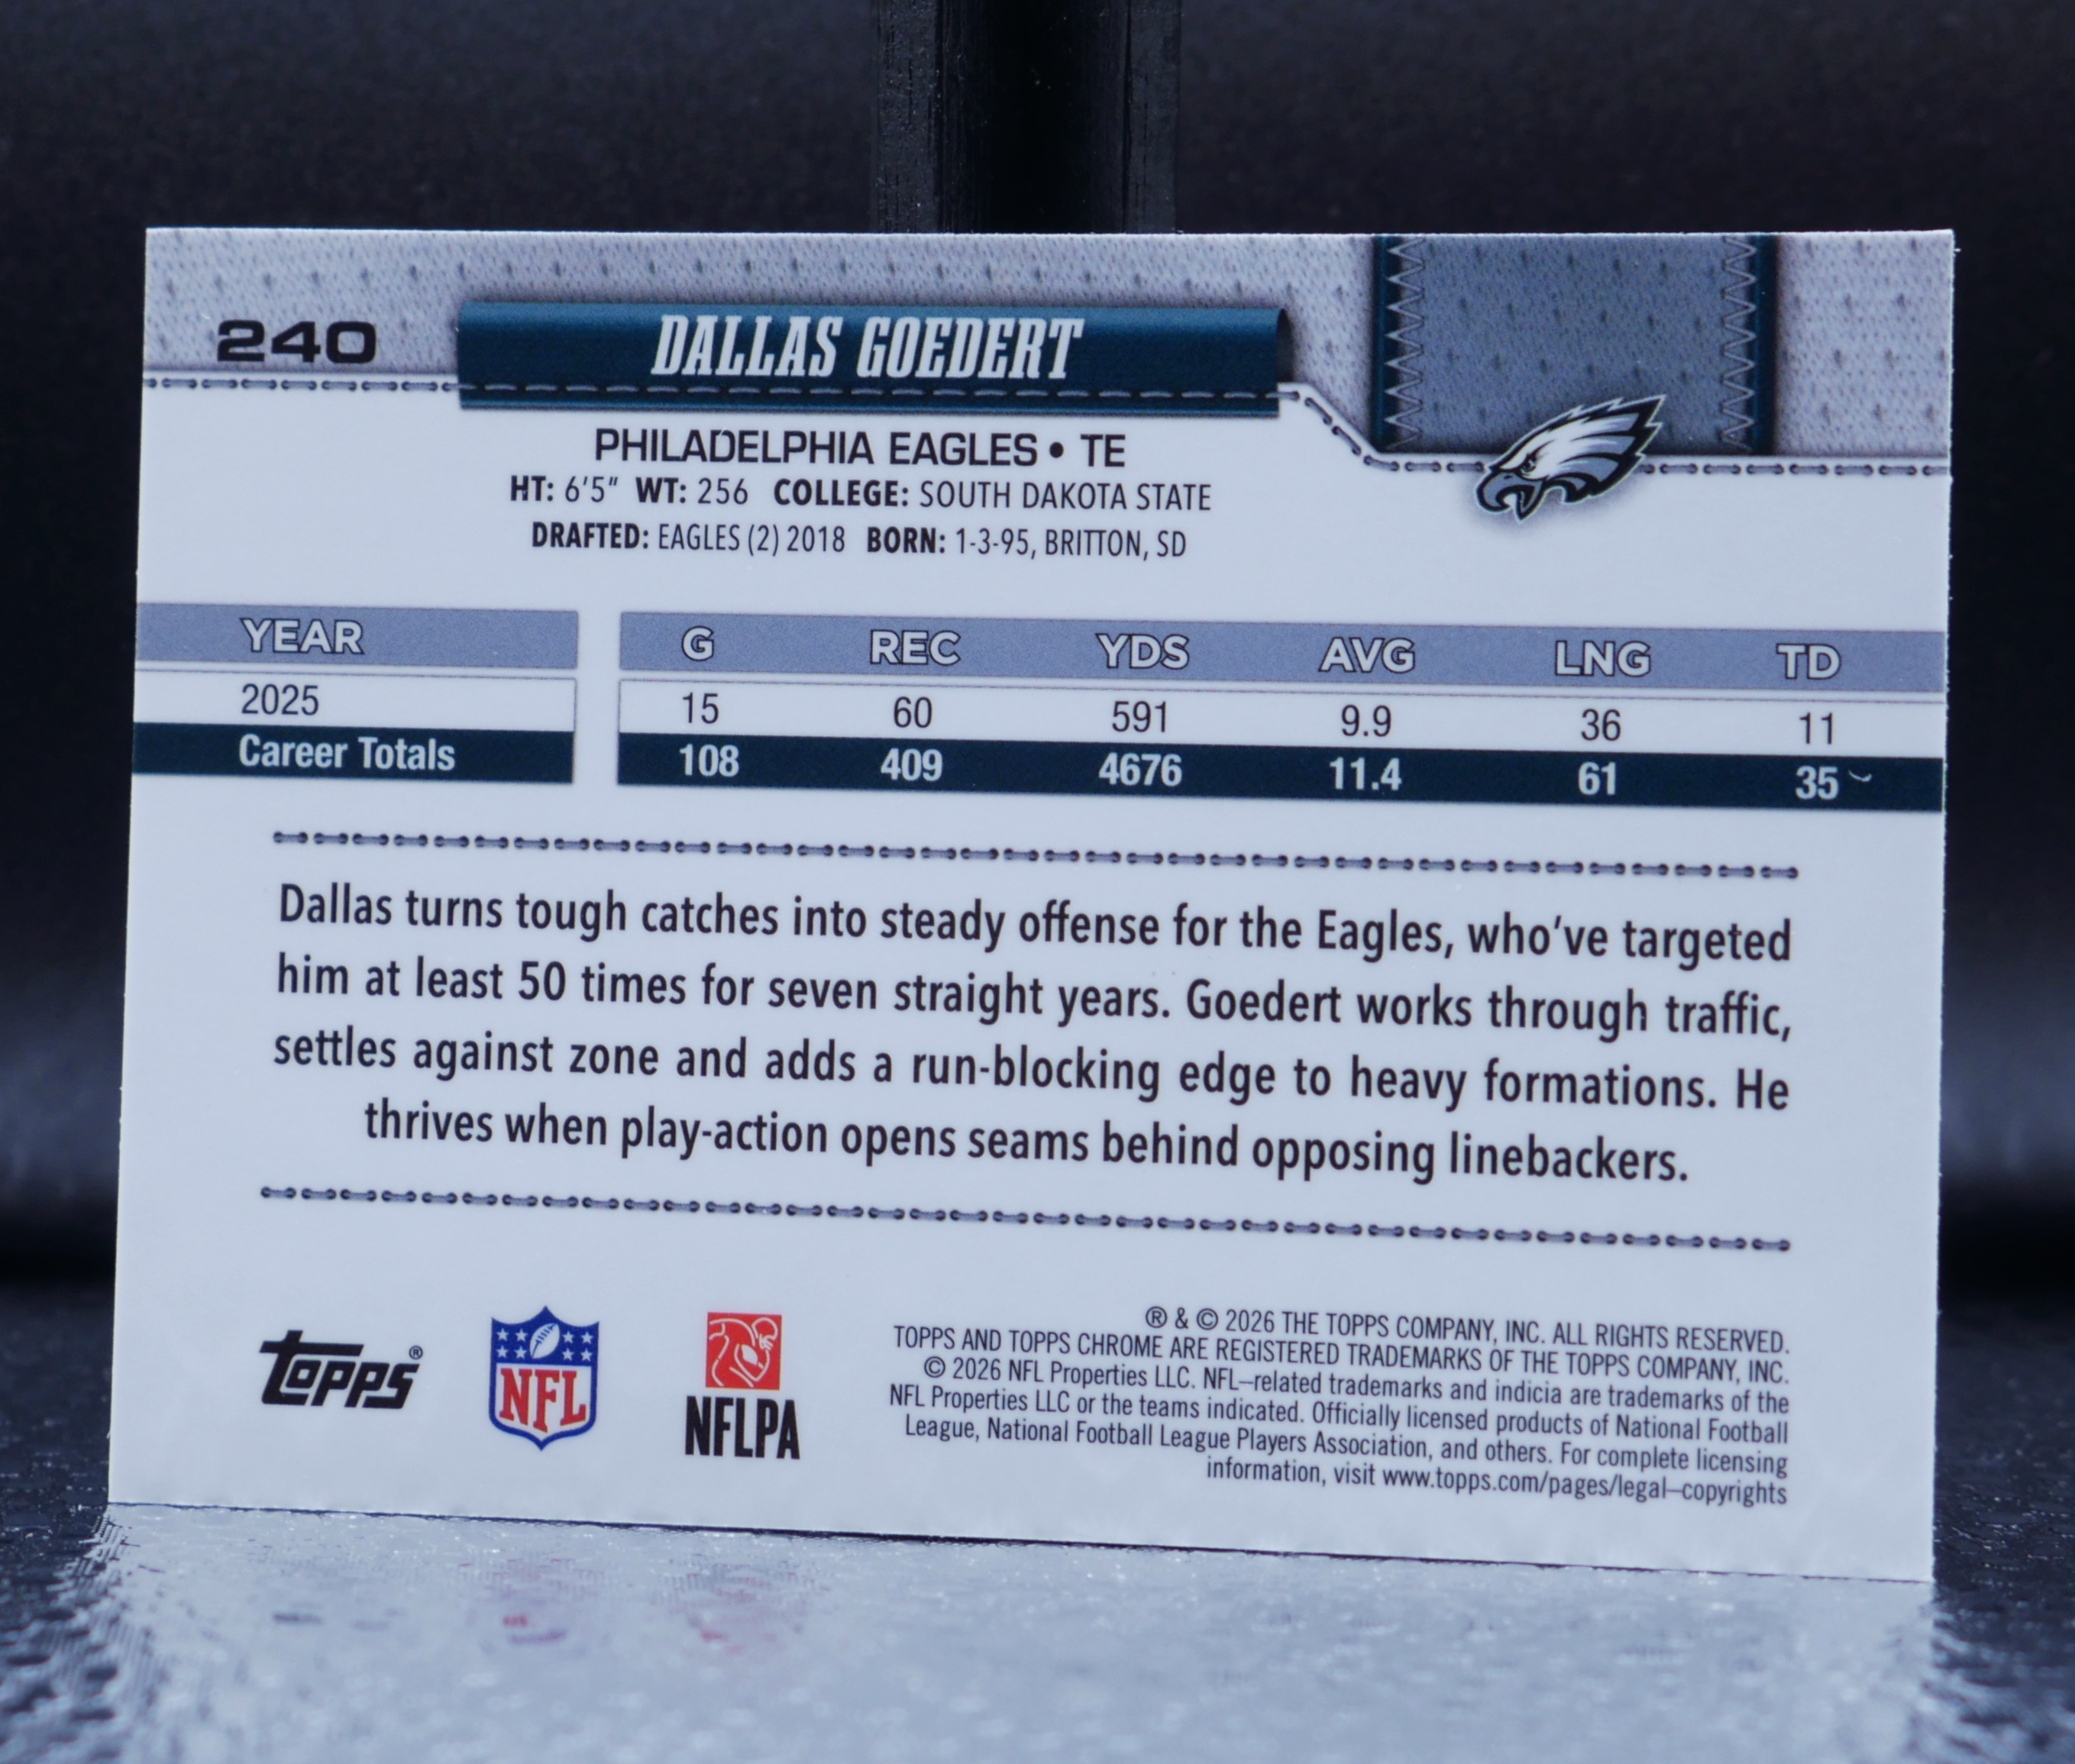 240
DALLAS GOEDERT
PHILADELPHIA EAGLES • TE
HT: 6'5" WT: 256 COLLEGE: SOUTH DAKOTA STATE
DRAFTED: EAGLES (2) 2018 BORN: 1-3-95, BRITTON, SD
YEAR G REC YDS AVG LNG TD
2025 15 60 591 9.9 36 11
Career Totals 108 409 4676 11.4 61 35
Dallas turns tough catches into steady offense for the Eagles, who've targeted
him at least 50 times for seven straight years. Goedert works through traffic,
settles against zone and adds a run-blocking edge to heavy formations. He
thrives when play-action opens seams behind opposing linebackers.
TOPPS®
NFL
NFLPA
® & © 2026 THE TOPPS COMPANY, INC. ALL RIGHTS RESERVED.
TOPPS AND TOPPS CHROME ARE REGISTERED TRADEMARKS OF THE TOPPS COMPANY, INC.
© 2026 NFL Properties LLC. NFL–related trademarks and indicia are trademarks of the
NFL Properties LLC or the teams indicated. Officially licensed products of National Football
League, National Football League Players Association, and others. For complete licensing
information, visit www.topps.com/pages/legal–copyrights